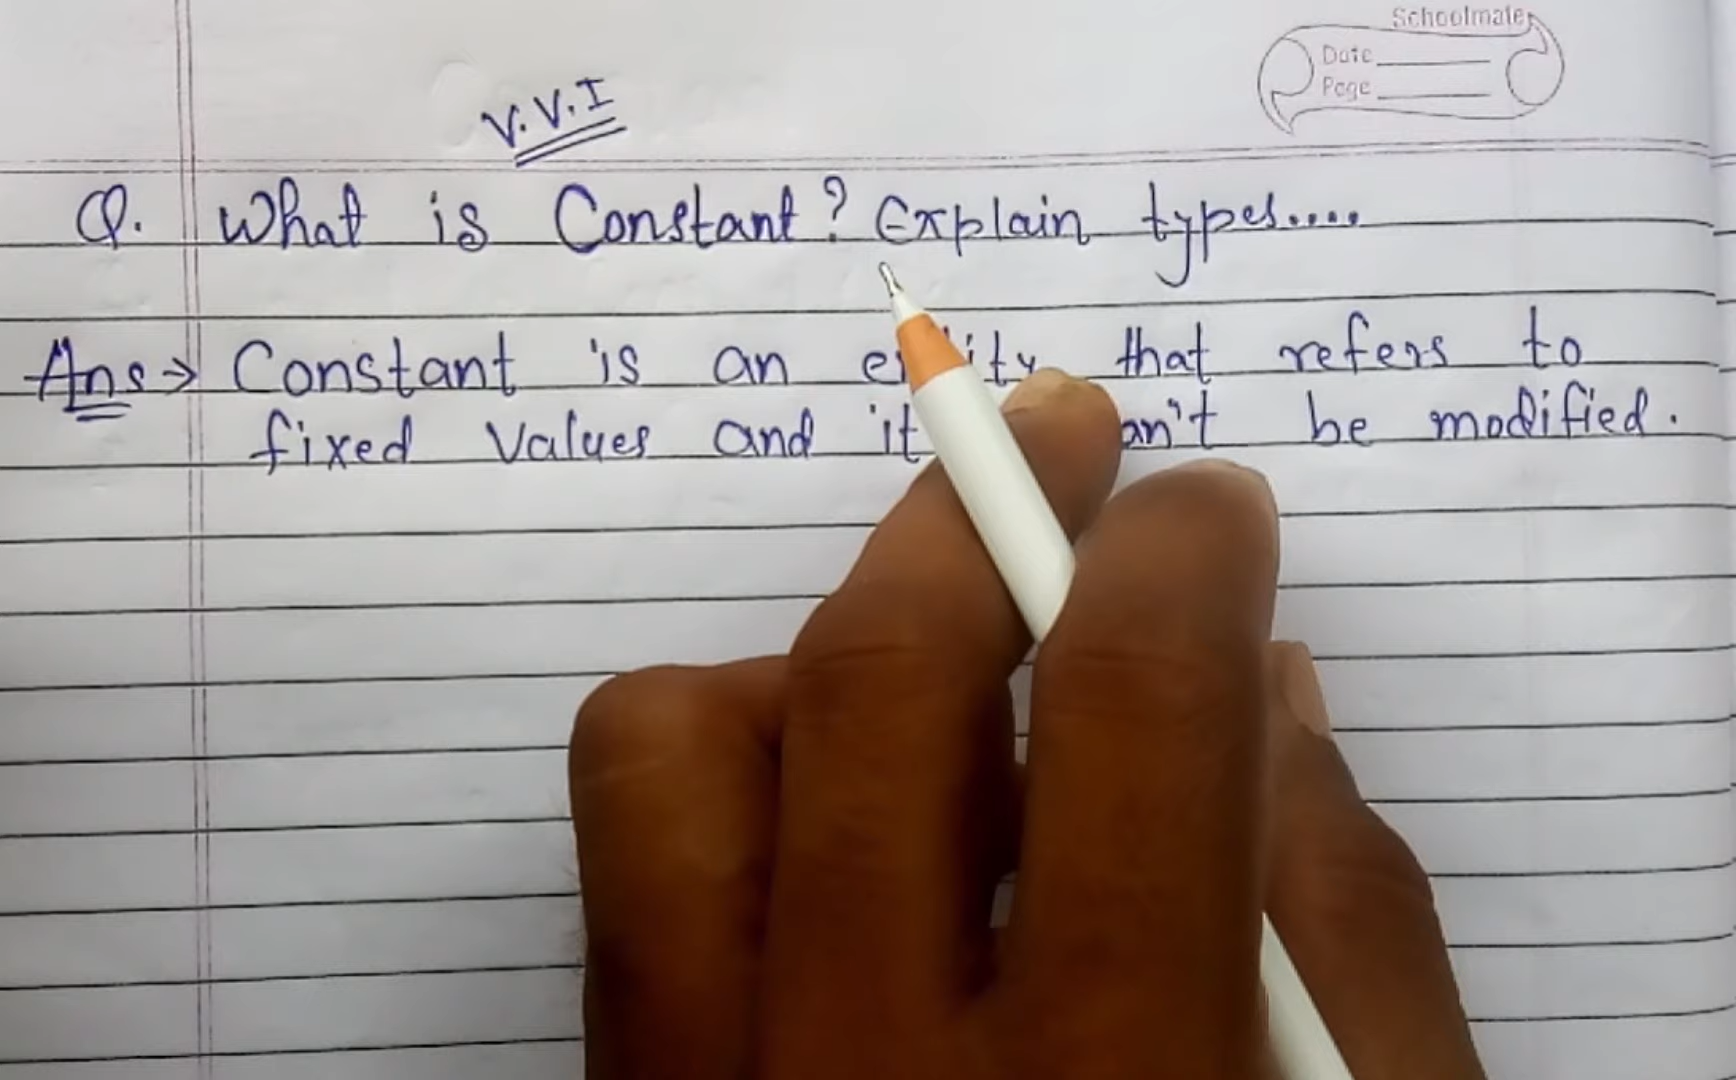 Schoolmate
Date
Page
V.V.I
Q. What is Constant? Explain types....
Ans→ Constant is an that refers to
fixed values and it be modified.